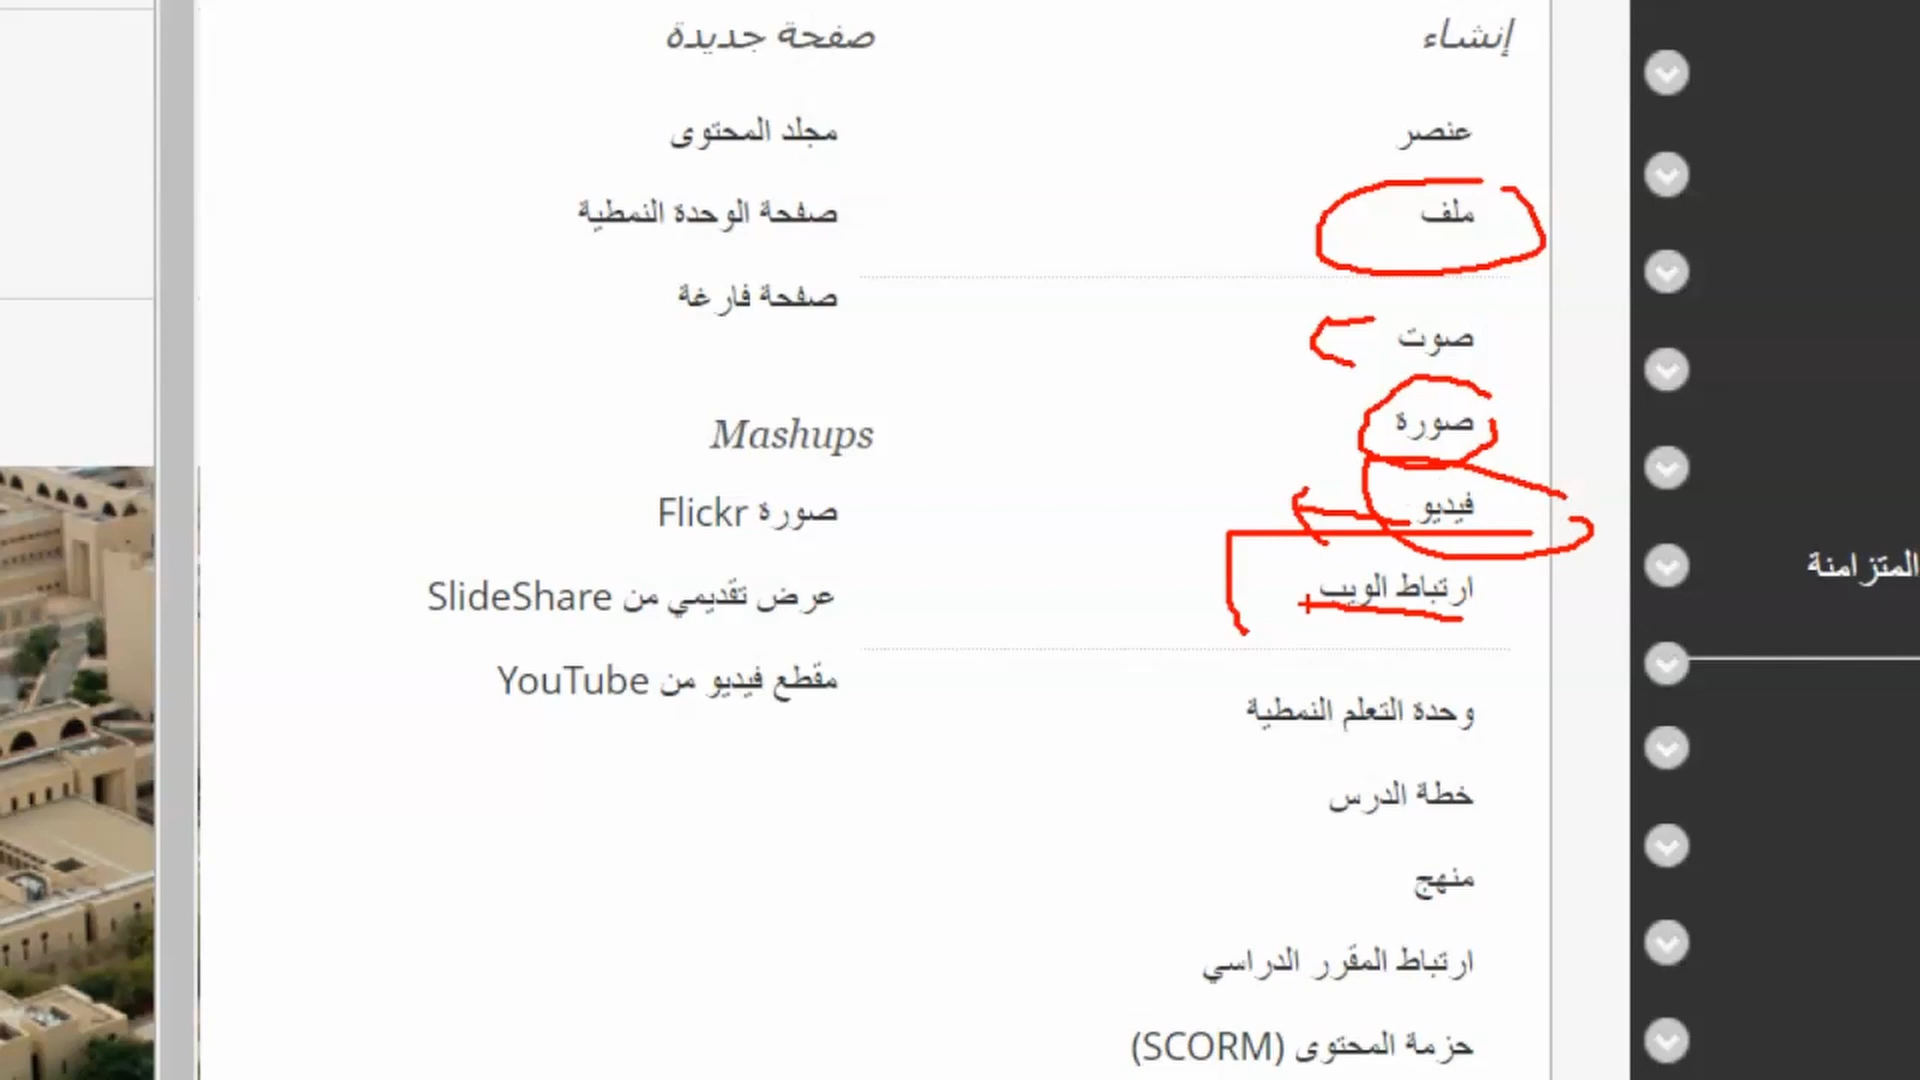 إنشاء
عنصر
ملف
صوت
صورة
فيديو
ارتباط الويب
وحدة التعلم النمطية
خطة الدرس
منهج
ارتباط المقرر الدراسي
حزمة المحتوى (SCORM)
صفحة جديدة
مجلد المحتوى
صفحة الوحدة النمطية
صفحة فارغة
Mashups
صورة Flickr
عرض تقديمي من SlideShare
مقطع فيديو من YouTube
المتزامنة